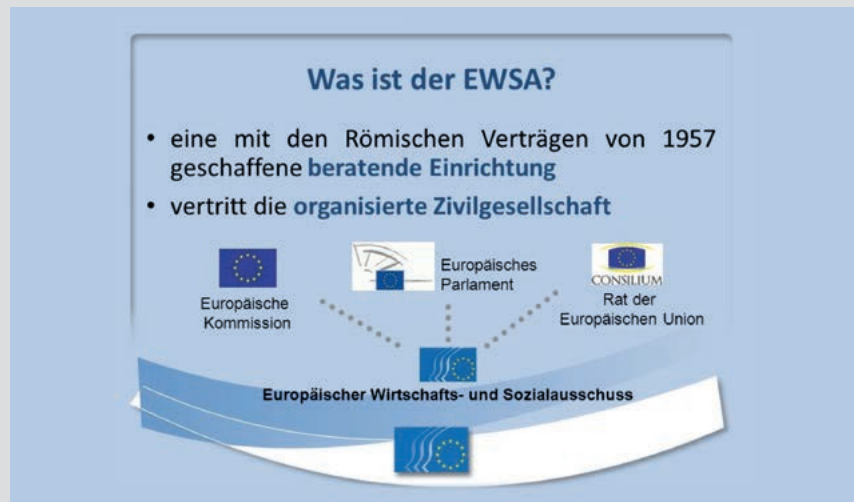 Was ist der EWSA?
• eine mit den Römischen Verträgen von 1957
geschaffene beratende Einrichtung
• vertritt die organisierte Zivilgesellschaft
Europäische
Kommission
Europäisches
Parlament
CONSILIUM
Rat der
Europäischen Union
Europäischer Wirtschafts- und Sozialausschuss